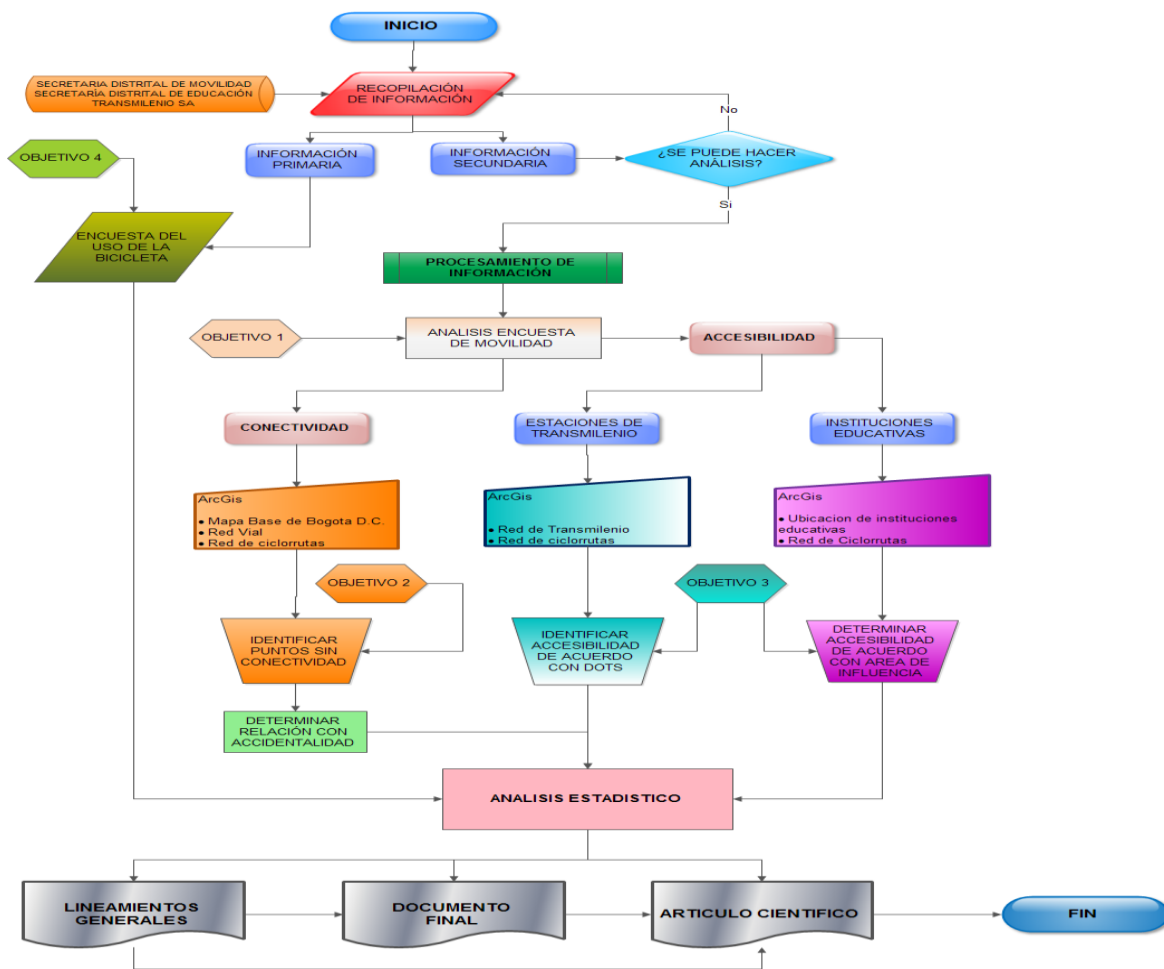 INICIO
SECRETARIA DISTRITAL DE MOVILIDAD
SECRETARÍA DISTRITAL DE EDUCACIÓN
TRANSMILENIO SA
RECOPILACIÓN
DE INFORMACIÓN
No
OBJETIVO 4
INFORMACIÓN
PRIMARIA
INFORMACIÓN
SECUNDARIA
¿SE PUEDE HACER
ANÁLISIS?
Si
ENCUESTA DEL
USO DE LA
BICICLETA
PROCESAMIENTO DE
INFORMACIÓN
OBJETIVO 1
ANALISIS ENCUESTA
DE MOVILIDAD
ACCESIBILIDAD
CONECTIVIDAD
ESTACIONES DE
TRANSMILENIO
INSTITUCIONES
EDUCATIVAS
ArcGis
● Mapa Base de Bogota D.C.
● Red Vial
● Red de ciclorrutas
ArcGis
● Red de Transmilenio
● Red de ciclorrutas
ArcGis
● Ubicacion de instituciones
educativas
● Red de Ciclorrutas
OBJETIVO 2
OBJETIVO 3
IDENTIFICAR
PUNTOS SIN
CONECTIVIDAD
IDENTIFICAR
ACCESIBILIDAD
DE ACUERDO
CON DOTS
DETERMINAR
ACCESIBILIDAD
DE ACUERDO
CON AREA DE
INFLUENCIA
DETERMINAR
RELACIÓN CON
ACCIDENTALIDAD
ANALISIS ESTADISTICO
LINEAMIENTOS
GENERALES
DOCUMENTO
FINAL
ARTICULO CIENTIFICO
FIN